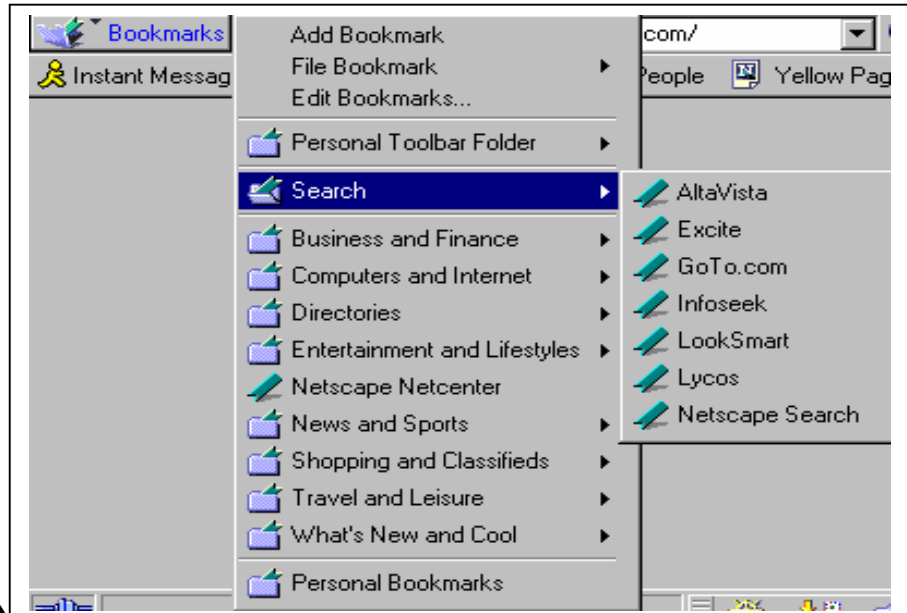 Bookmarks
com/
Instant Messag
People
Yellow Pag
Add Bookmark
File Bookmark
Edit Bookmarks...
Personal Toolbar Folder
Search
Business and Finance
Computers and Internet
Directories
Entertainment and Lifestyles
Netscape Netcenter
News and Sports
Shopping and Classifieds
Travel and Leisure
What's New and Cool
Personal Bookmarks
AltaVista
Excite
GoTo.com
Infoseek
LookSmart
Lycos
Netscape Search